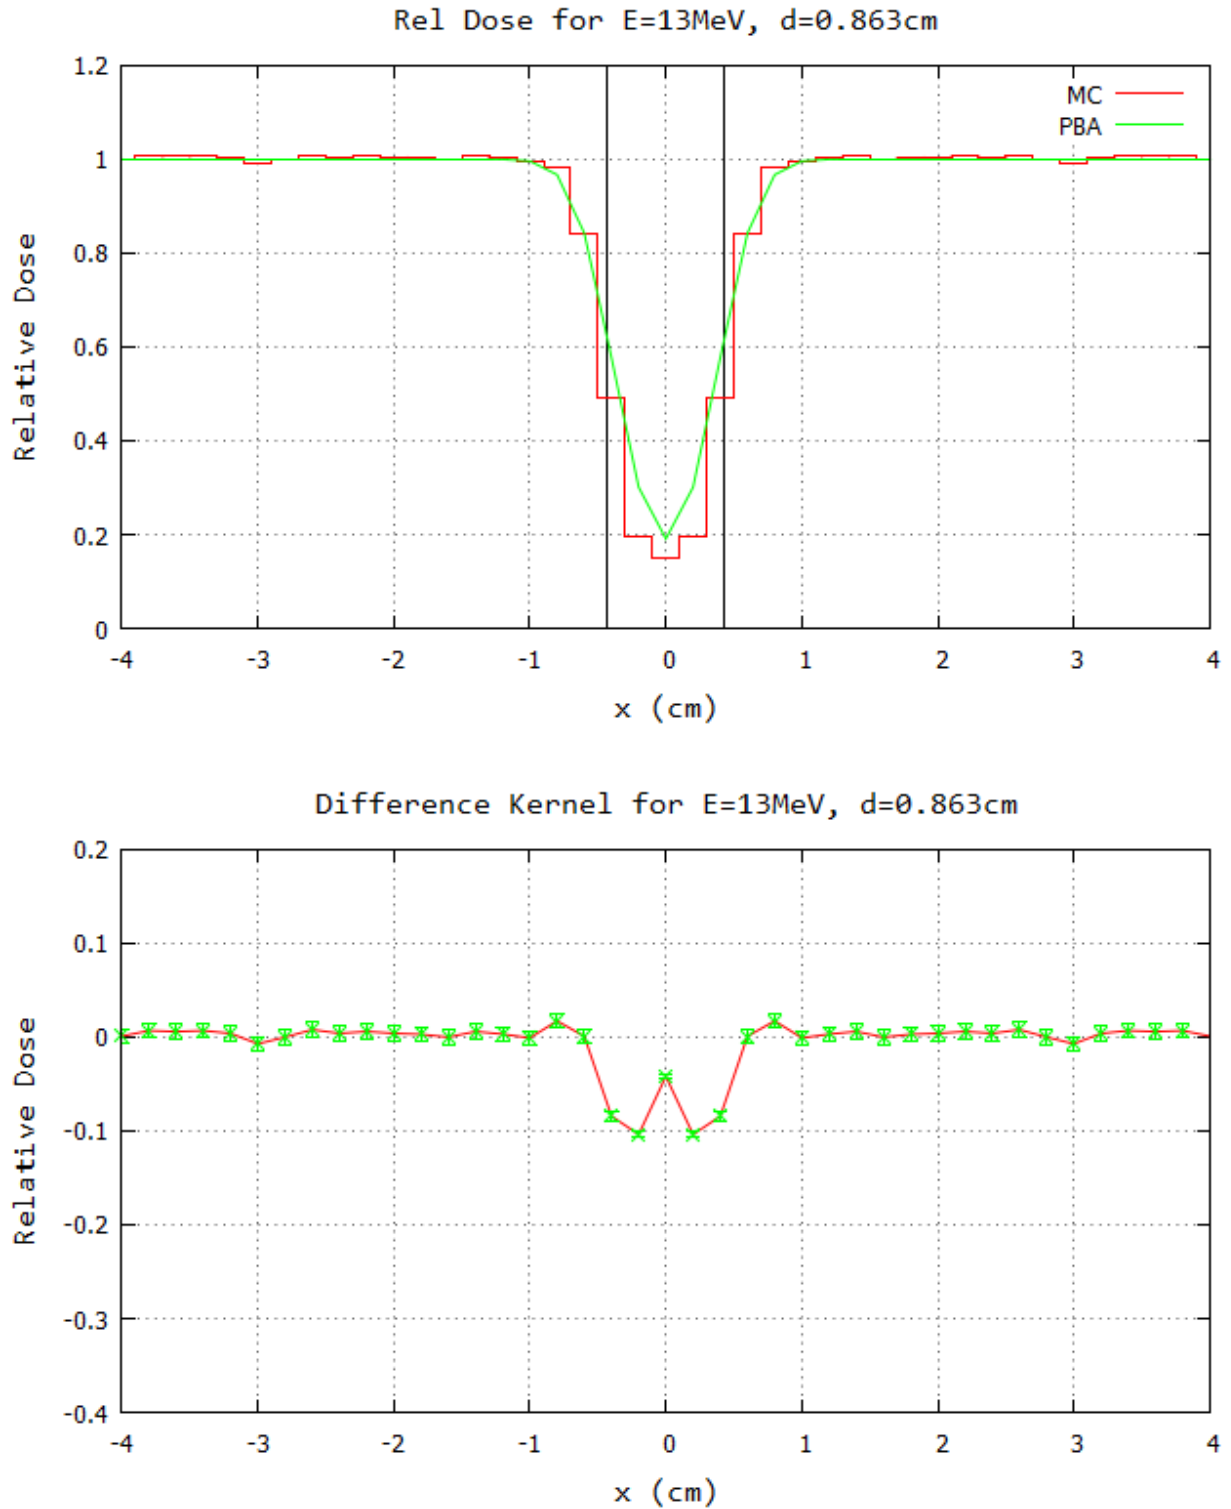 Rel Dose for E=13MeV, d=0.863cm
1.2
MC
PBA
1
0.8
0.6
0.4
0.2
0
Relative Dose
-4 -3 -2 -1 0 1 2 3 4
x (cm)
Difference Kernel for E=13MeV, d=0.863cm
0.2
0.1
0
-0.1
-0.2
-0.3
-0.4
Relative Dose
-4 -3 -2 -1 0 1 2 3 4
x (cm)